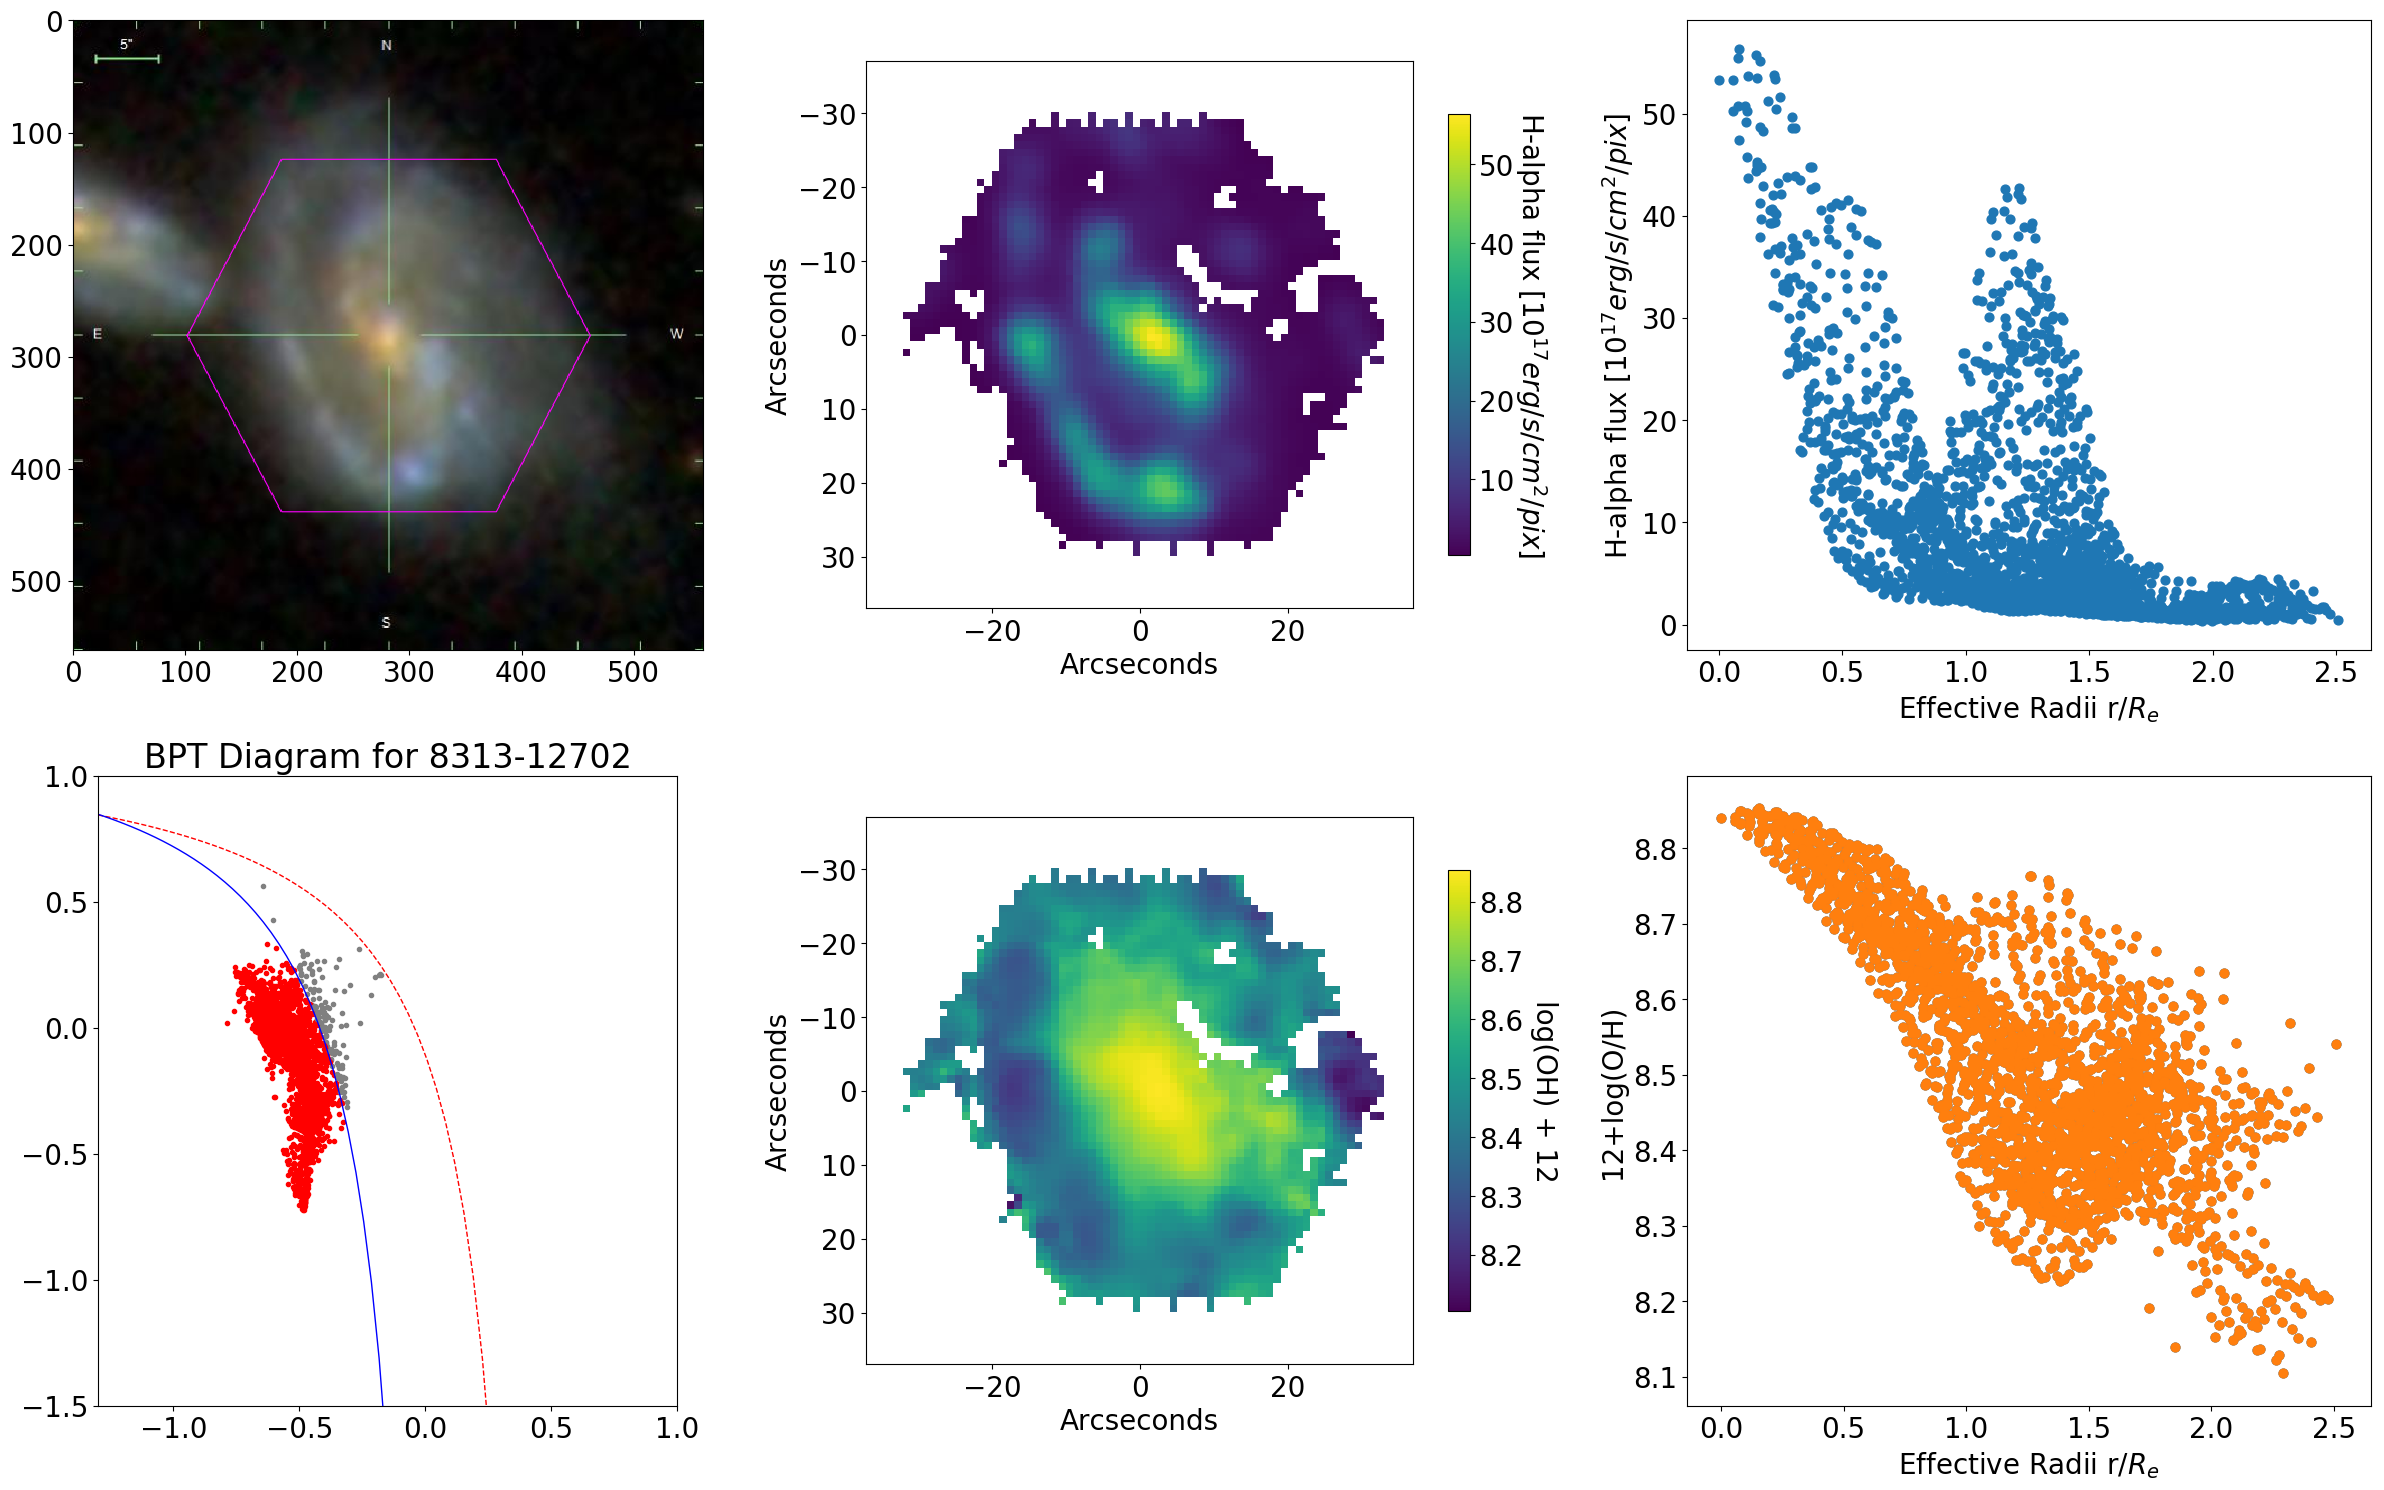 5"
N
E
W
S
0
100
200
300
400
500
0 100 200 300 400 500
−30
−20
−10
0
10
20
30
−20 0 20
Arcseconds
Arcseconds
50
40
30
20
10
H-alpha flux [10^{17}erg/s/cm^2/pix]
50
40
30
20
10
0
0.0 0.5 1.0 1.5 2.0 2.5
H-alpha flux [10^{17}erg/s/cm^2/pix]
Effective Radii r/R_e
BPT Diagram for 8313-12702
1.0
0.5
0.0
−0.5
−1.0
−1.5
−1.0 −0.5 0.0 0.5 1.0
−30
−20
−10
0
10
20
30
−20 0 20
Arcseconds
Arcseconds
8.8
8.7
8.6
8.5
8.4
8.3
8.2
log(OH) + 12
8.8
8.7
8.6
8.5
8.4
8.3
8.2
8.1
0.0 0.5 1.0 1.5 2.0 2.5
12+log(O/H)
Effective Radii r/R_e